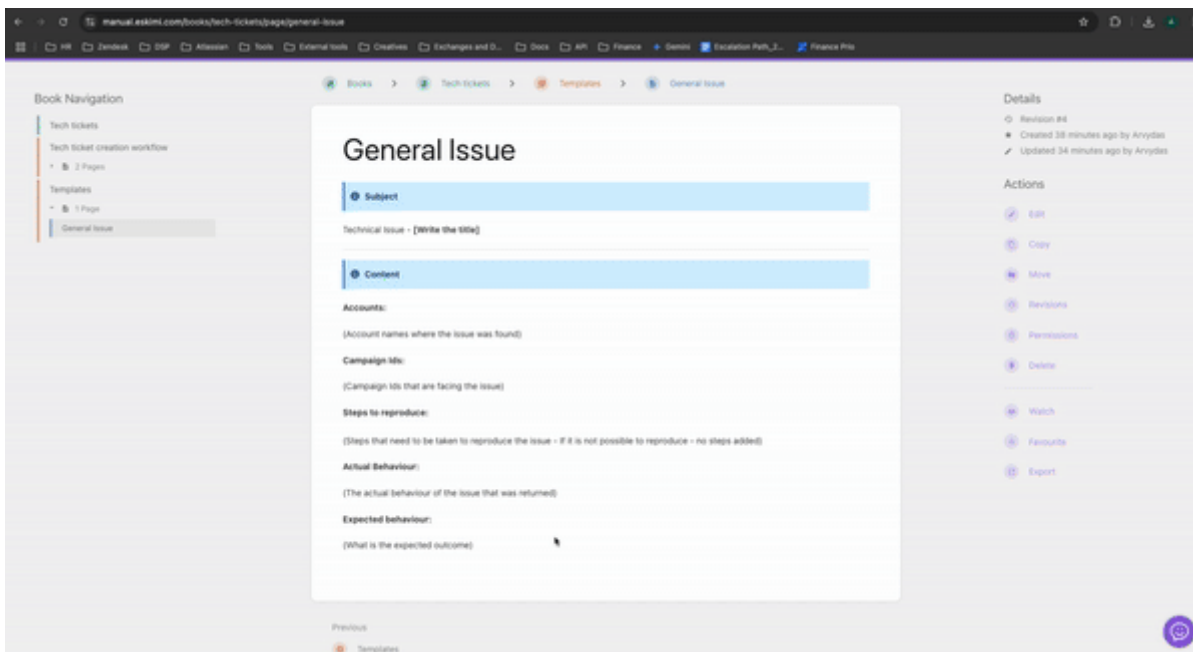 manual.eskimi.com/books/tech-tickets/page/general-issue
HR Zendesk DSP Atlassian Tools External tools Creatives Exchanges and D... Docs API Finance Gemini Escalation Path_2... Finance Prio
Books > Tech tickets > Templates > General Issue
Book Navigation
Tech tickets
Tech ticket creation workflow
2 Pages
Templates
1 Page
General Issue
General Issue
Subject
Technical Issue - [Write the title]
Content
Accounts:
(Account names where the issue was found)
Campaign Ids:
(Campaign Ids that are facing the issue)
Steps to reproduce:
(Steps that need to be taken to reproduce the issue - if it is not possible to reproduce - no steps added)
Actual Behaviour:
(The actual behaviour of the issue that was returned)
Expected behaviour:
(What is the expected outcome)
Previous
Templates
Details
Revision #4
Created 38 minutes ago by Arvydas
Updated 34 minutes ago by Arvydas
Actions
Edit
Copy
Move
Revisions
Permissions
Delete
Watch
Favourite
Export